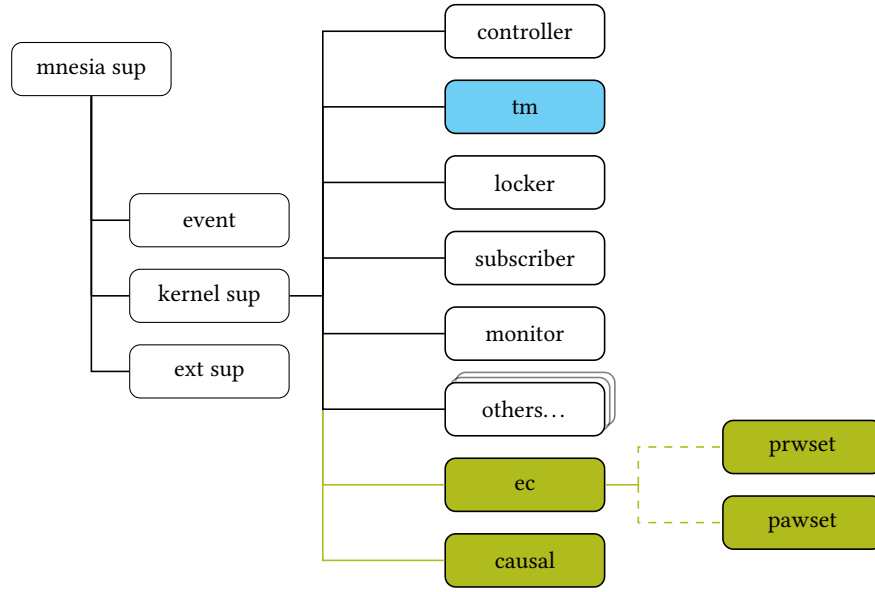 mnesia sup
event
kernel sup
ext sup
controller
tm
locker
subscriber
monitor
others…
ec
causal
prwset
pawset